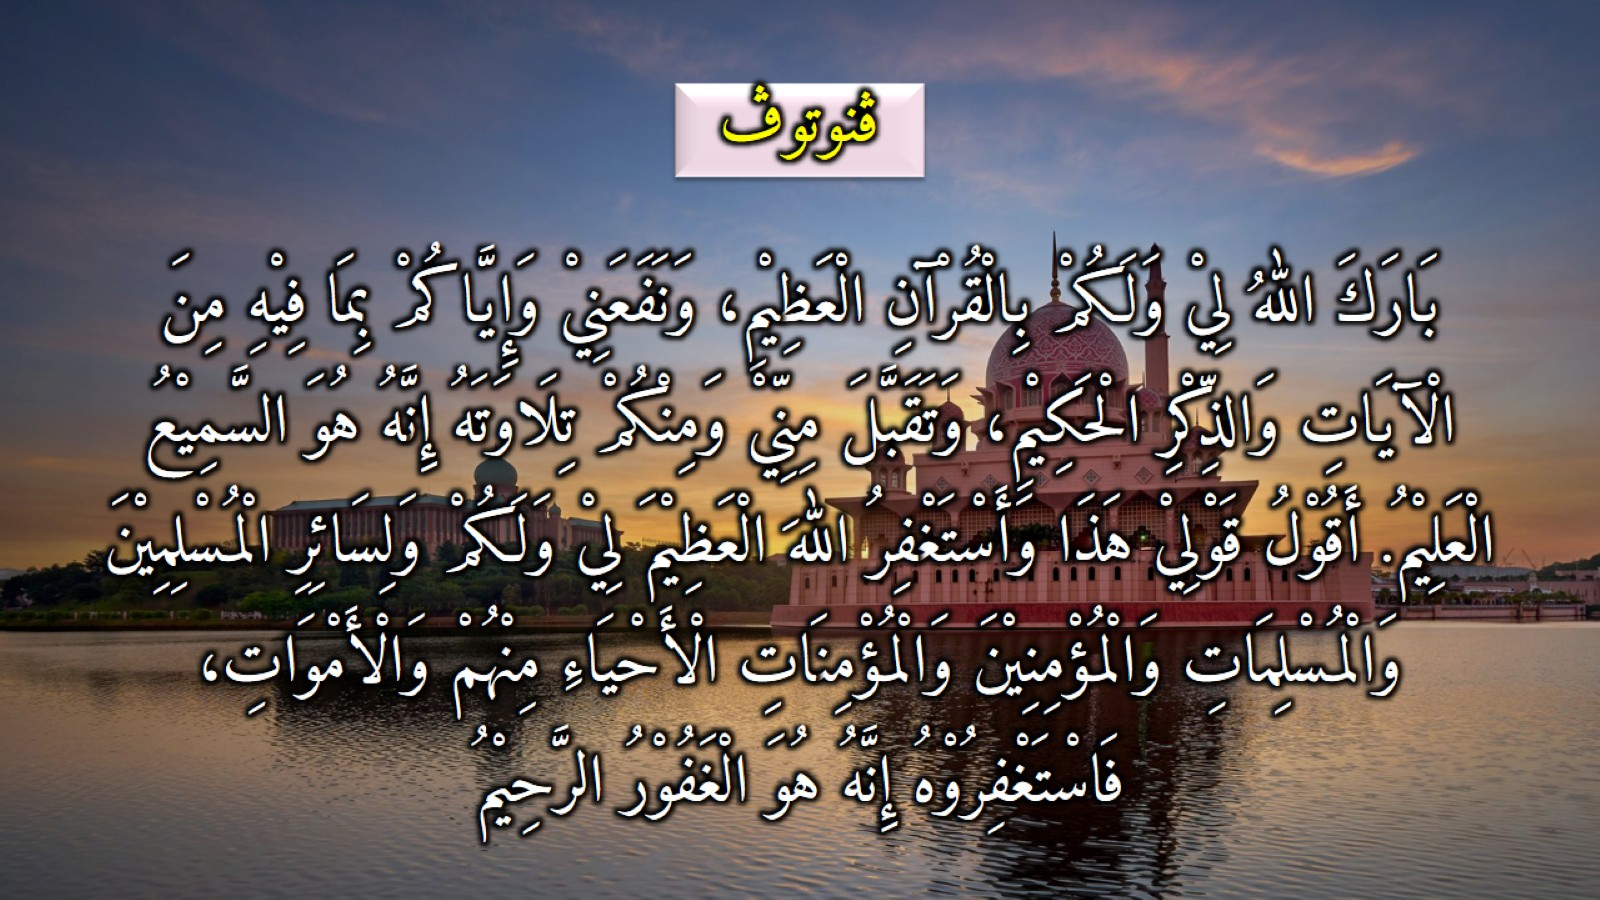 ڤنوتوڤ
بَارَكَ اللهُ لِيْ وَلَكُمْ بِالْقُرْآنِ الْعَظِيْمِ، وَنَفَعَنِيْ وَإِيَّاكُمْ بِمَا فِيْهِ مِنَ
الْآيَاتِ وَالذِّكْرِ الْحَكِيْمِ، وَتَقَبَّلَ مِنِّيْ وَمِنْكُمْ تِلَاوَتَهُ إِنَّهُ هُوَ السَّمِيْعُ
الْعَلِيْمُ. أَقُوْلُ قَوْلِيْ هَذَا وَأَسْتَغْفِرُ اللهَ الْعَظِيْمَ لِيْ وَلَكُمْ وَلِسَائِرِ الْمُسْلِمِيْنَ
وَالْمُسْلِمَاتِ وَالْمُؤْمِنِيْنَ وَالْمُؤْمِنَاتِ الْأَحْيَاءِ مِنْهُمْ وَالْأَمْوَاتِ،
فَاسْتَغْفِرُوْهُ إِنَّهُ هُوَ الْغَفُوْرُ الرَّحِيْمُ